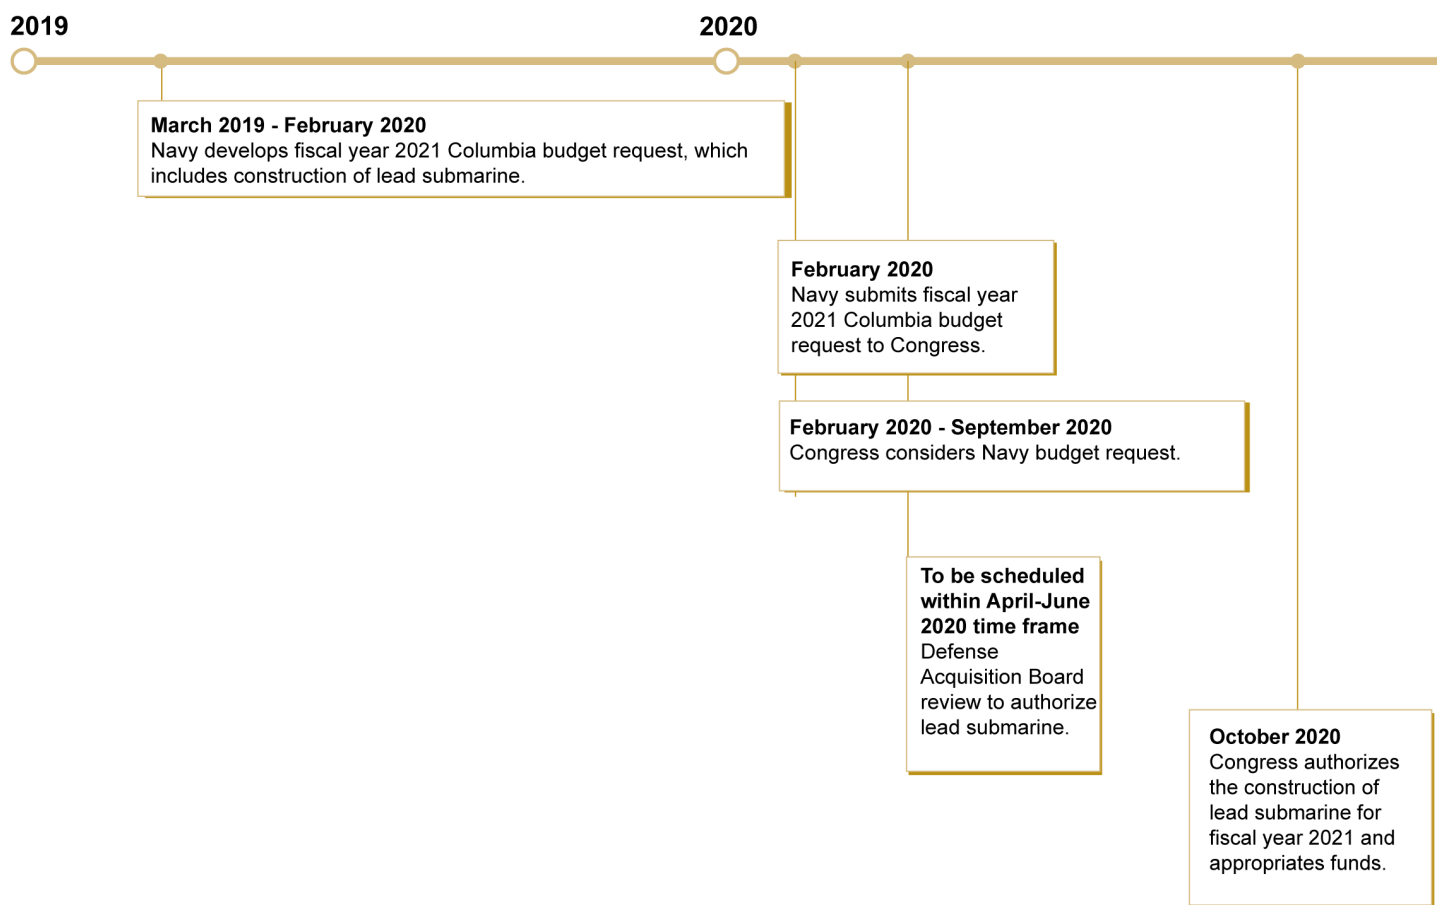 2019
2020
March 2019 - February 2020
Navy develops fiscal year 2021 Columbia budget request, which
includes construction of lead submarine.
February 2020
Navy submits fiscal year
2021 Columbia budget
request to Congress.
February 2020 - September 2020
Congress considers Navy budget request.
To be scheduled
within April-June
2020 time frame
Defense
Acquisition Board
review to authorize
lead submarine.
October 2020
Congress authorizes
the construction of
lead submarine for
fiscal year 2021 and
appropriates funds.